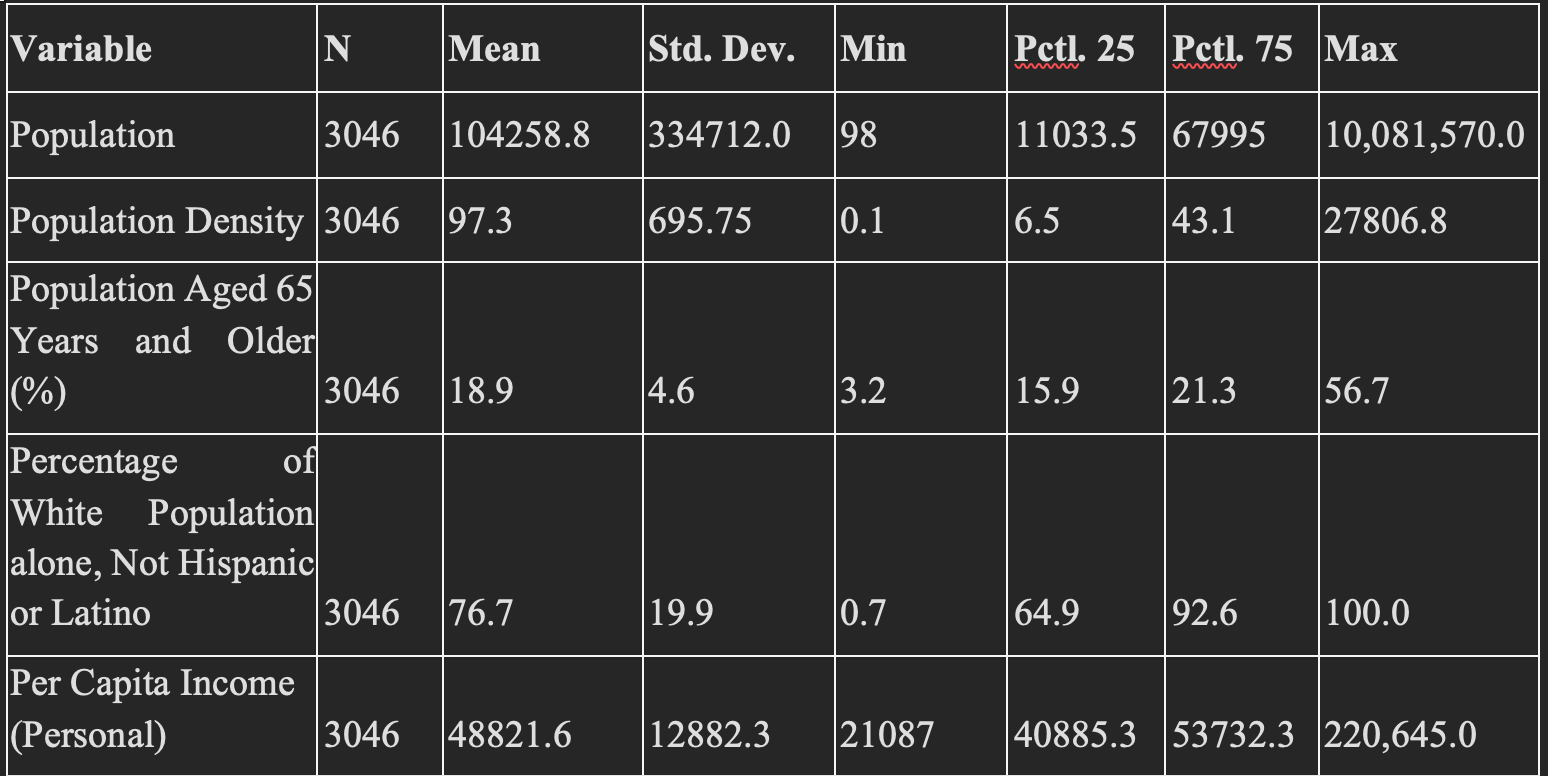 Variable N Mean Std. Dev. Min Pctl. 25 Pctl. 75 Max
Population 3046 104258.8 334712.0 98 11033.5 67995 10,081,570.0
Population Density 3046 97.3 695.75 0.1 6.5 43.1 27806.8
Population Aged 65
Years and Older
(%) 3046 18.9 4.6 3.2 15.9 21.3 56.7
Percentage of
White Population
alone, Not Hispanic
or Latino 3046 76.7 19.9 0.7 64.9 92.6 100.0
Per Capita Income
(Personal) 3046 48821.6 12882.3 21087 40885.3 53732.3 220,645.0